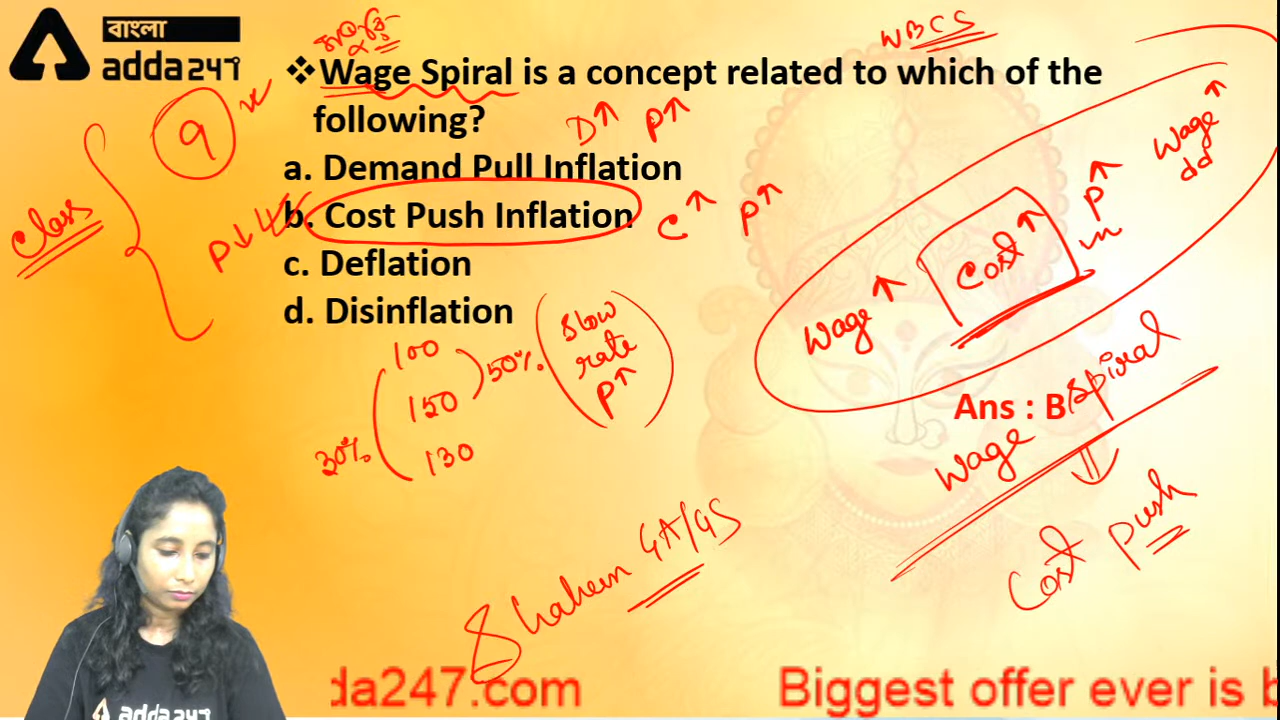 বাংলা
adda247
WBCS
❖Wage Spiral is a concept related to which of the
following?
D↑ P↑
a. Demand Pull Inflation
b. Cost Push Inflation
C↑ P↑
c. Deflation
d. Disinflation
Class
9
P↓
100
150
130
50%
30%
slow
rate
P↑
Wage ↑
Cost ↑
P↑
Wage ↑
dd
Ans : B
Wage Spiral
⇓
Cost Push
Shaheen GA/GS
adda247
da247.com
Biggest offer ever is